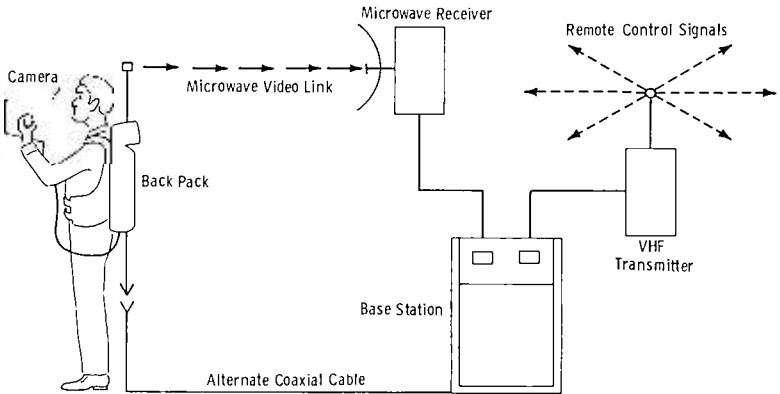 Microwave Receiver
Remote Control Signals
Camera
Microwave Video Link
Back Pack
VHF
Transmitter
Base Station
Alternate Coaxial Cable